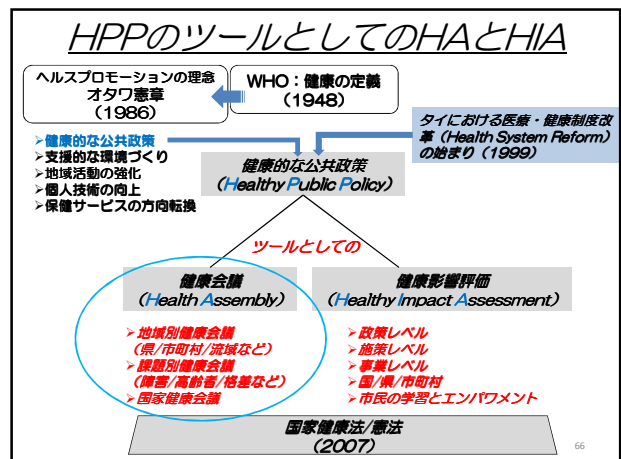 HPPのツールとしてのHAとHIA
ヘルスプロモーションの理念
オタワ憲章
(1986)
WHO:健康の定義
(1948)
タイにおける医療・健康制度改
革(Health System Reform)
の始まり(1999)
➢健康的な公共政策
➢支援的な環境づくり
➢地域活動の強化
➢個人技術の向上
➢保健サービスの方向転換
健康的な公共政策
(Healthy Public Policy)
ツールとしての
健康会議
(Health Assembly)
➢地域別健康会議
(県/市町村/流域など)
➢課題別健康会議
(障害/高齢者/格差など)
➢国家健康会議
健康影響評価
(Healthy Impact Assessment)
➢政策レベル
➢施策レベル
➢事業レベル
➢国/県/市町村
➢市民の学習とエンパワメント
国家健康法/憲法
(2007)
66